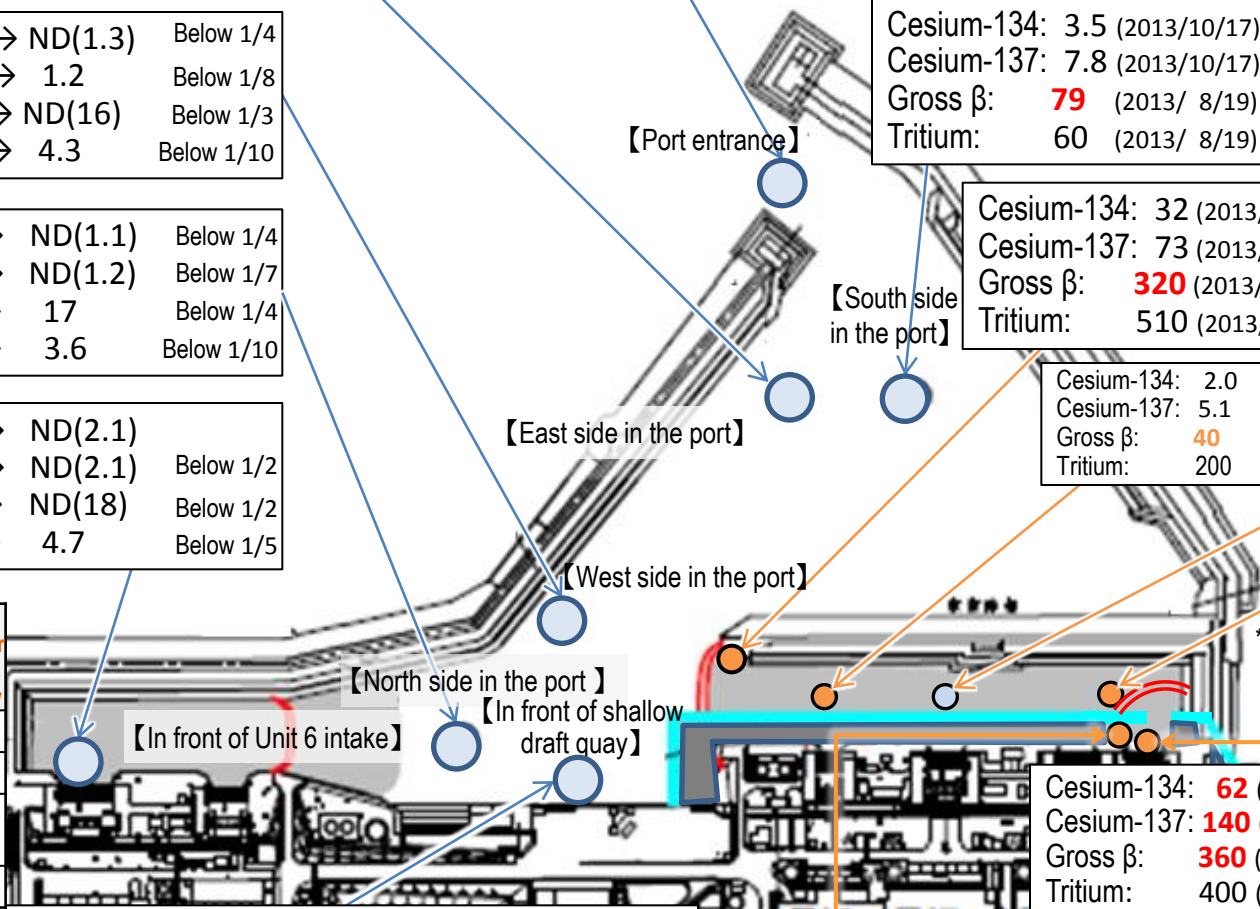 → ND(1.3) Below 1/4
→ 1.2 Below 1/8
→ ND(16) Below 1/3
→ 4.3 Below 1/10
ND(1.1) Below 1/4
ND(1.2) Below 1/7
17 Below 1/4
3.6 Below 1/10
ND(2.1)
ND(2.1) Below 1/2
ND(18) Below 1/2
4.7 Below 1/5
Cesium-134: 3.5 (2013/10/17)
Cesium-137: 7.8 (2013/10/17)
Gross β: 79 (2013/ 8/19)
Tritium: 60 (2013/ 8/19)
【Port entrance】
Cesium-134: 32 (2013/
Cesium-137: 73 (2013/
Gross β: 320 (2013/
Tritium: 510 (2013/
【South side
in the port】
Cesium-134: 2.0
Cesium-137: 5.1
Gross β: 40
Tritium: 200
【East side in the port】
【West side in the port】
*
【North side in the port 】
【In front of shallow
draft quay】
【In front of Unit 6 intake】
Cesium-134: 62 (
Cesium-137: 140 (
Gross β: 360 (
Tritium: 400 (